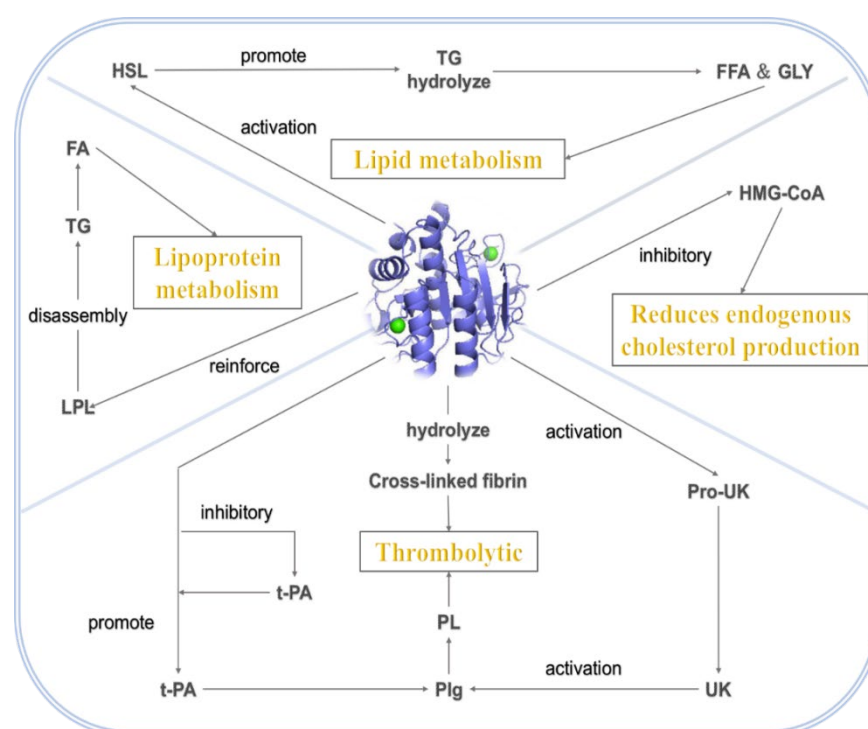 promote
HSL
TG
hydrolyze
FFA & GLY
activation
Lipid metabolism
FA
TG
Lipoprotein
metabolism
disassembly
reinforce
LPL
HMG-CoA
inhibitory
Reduces endogenous
cholesterol production
hydrolyze
activation
Cross-linked fibrin
Pro-UK
inhibitory
Thrombolytic
t-PA
promote
PL
t-PA
Plg
activation
UK